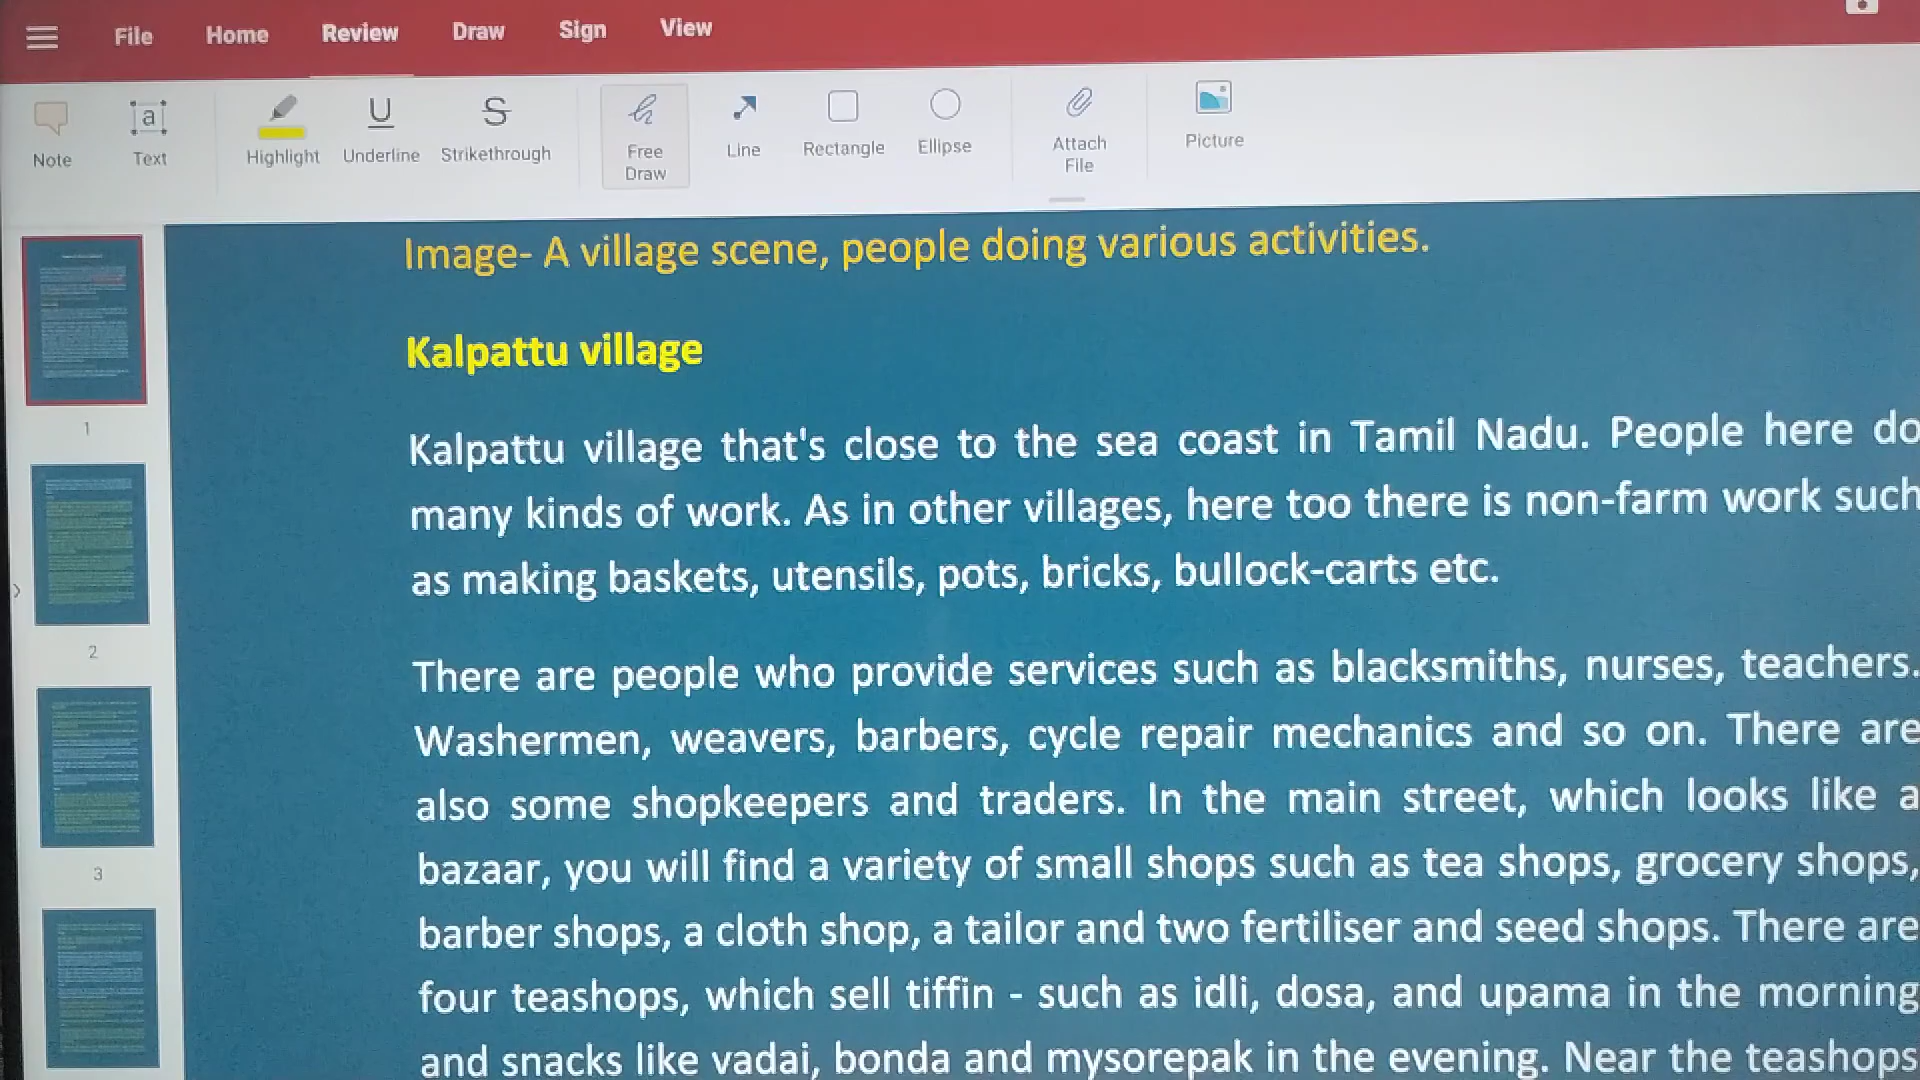 File Home Review Draw Sign View
Note Text Highlight Underline Strikethrough Free Draw Line Rectangle Ellipse Attach File Picture
Image- A village scene, people doing various activities.
Kalpattu village
Kalpattu village that's close to the sea coast in Tamil Nadu. People here do
many kinds of work. As in other villages, here too there is non-farm work such
as making baskets, utensils, pots, bricks, bullock-carts etc.
There are people who provide services such as blacksmiths, nurses, teachers.
Washermen, weavers, barbers, cycle repair mechanics and so on. There are
also some shopkeepers and traders. In the main street, which looks like a
bazaar, you will find a variety of small shops such as tea shops, grocery shops,
barber shops, a cloth shop, a tailor and two fertiliser and seed shops. There are
four teashops, which sell tiffin - such as idli, dosa, and upama in the morning
and snacks like vadai, bonda and mysorepak in the evening. Near the teashops
1
2
3